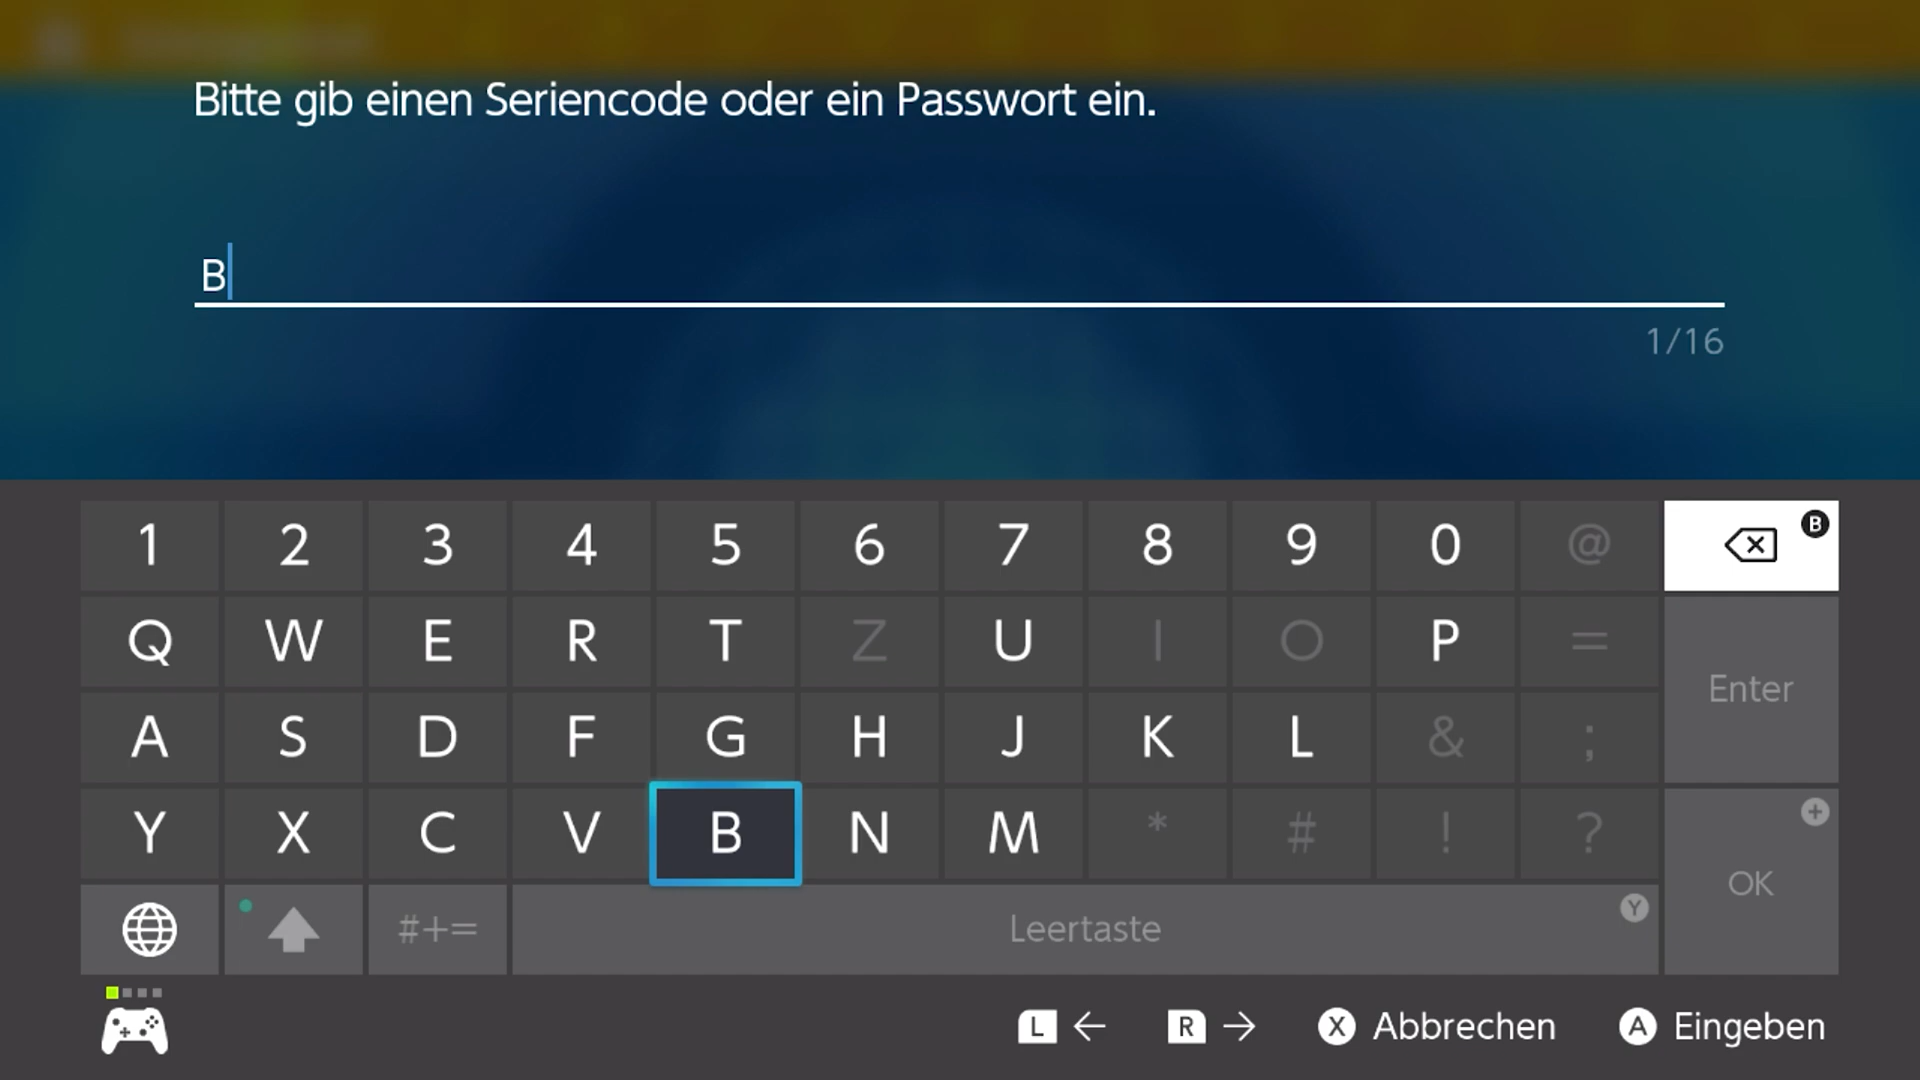 Bitte gib einen Seriencode oder ein Passwort ein.
B
1/16
1 2 3 4 5 6 7 8 9 0 @ B
Q W E R T Z U I O P =
Enter
A S D F G H J K L & ;
Y X C V B N M * # ! ? +
OK
#+= Leertaste Y
L ← R → X Abbrechen A Eingeben